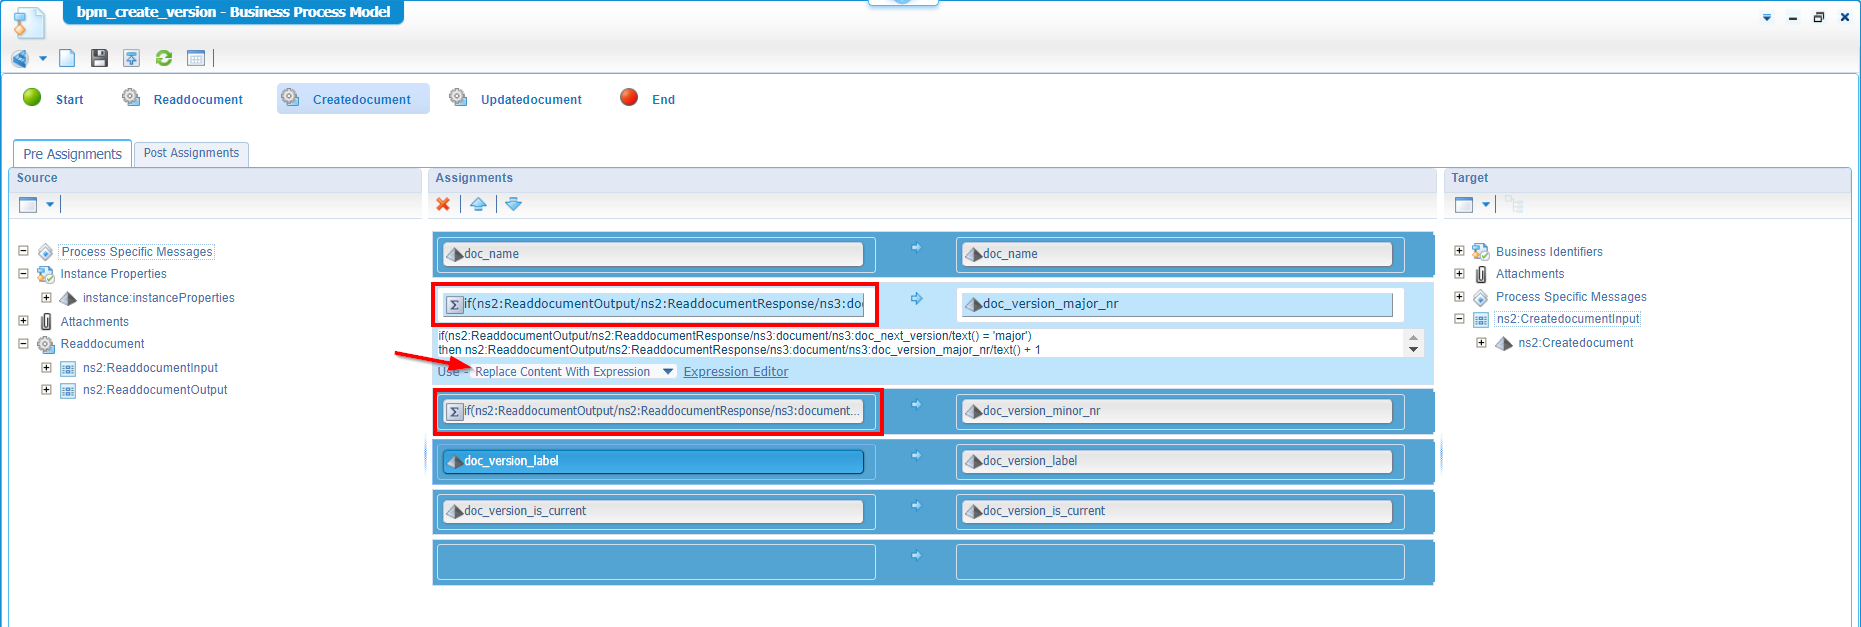 bpm_create_version - Business Process Model
Start
Readdocument
Createdocument
Updatedocument
End
Pre Assignments
Post Assignments
Source
Process Specific Messages
Instance Properties
instance:instanceProperties
Attachments
Readdocument
ns2:ReaddocumentInput
ns2:ReaddocumentOutput
Assignments
doc_name
doc_name
if(ns2:ReaddocumentOutput/ns2:ReaddocumentResponse/ns3:do
doc_version_major_nr
if(ns2:ReaddocumentOutput/ns2:ReaddocumentResponse/ns3:document/ns3:doc_next_version/text() = 'major')
then ns2:ReaddocumentOutput/ns2:ReaddocumentResponse/ns3:document/ns3:doc_version_major_nr/text() + 1
Use - Replace Content With Expression Expression Editor
if(ns2:ReaddocumentOutput/ns2:ReaddocumentResponse/ns3:document...
doc_version_minor_nr
doc_version_label
doc_version_label
doc_version_is_current
doc_version_is_current
Target
Business Identifiers
Attachments
Process Specific Messages
ns2:CreatedocumentInput
ns2:Createdocument